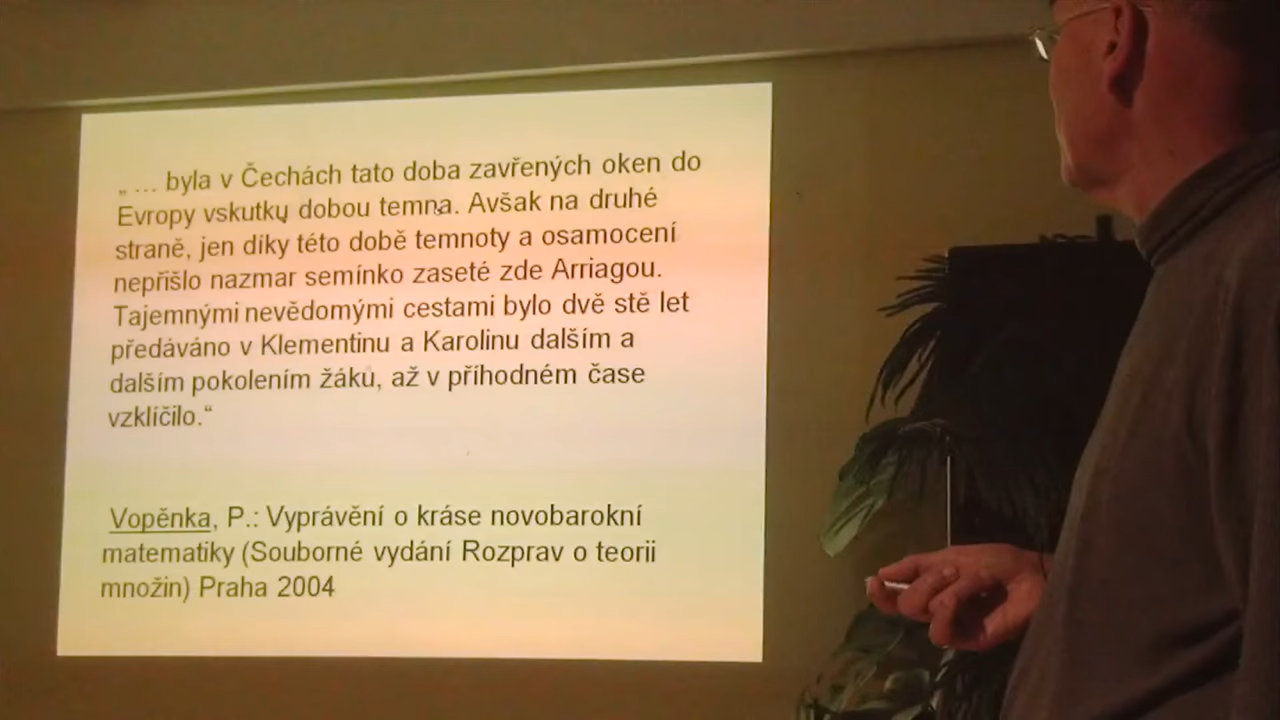 „ … byla v Čechách tato doba zavřených oken do
Evropy vskutku dobou temna. Avšak na druhé
straně, jen díky této době temnoty a osamocení
nepřišlo nazmar semínko zaseté zde Arriagou.
Tajemnými nevědomými cestami bylo dvě stě let
předáváno v Klementinu a Karolinu dalším a
dalším pokolením žáků, až v příhodném čase
vzklíčilo.“
Vopěnka, P.: Vyprávění o kráse novobarokní
matematiky (Souborné vydání Rozprav o teorii
množin) Praha 2004